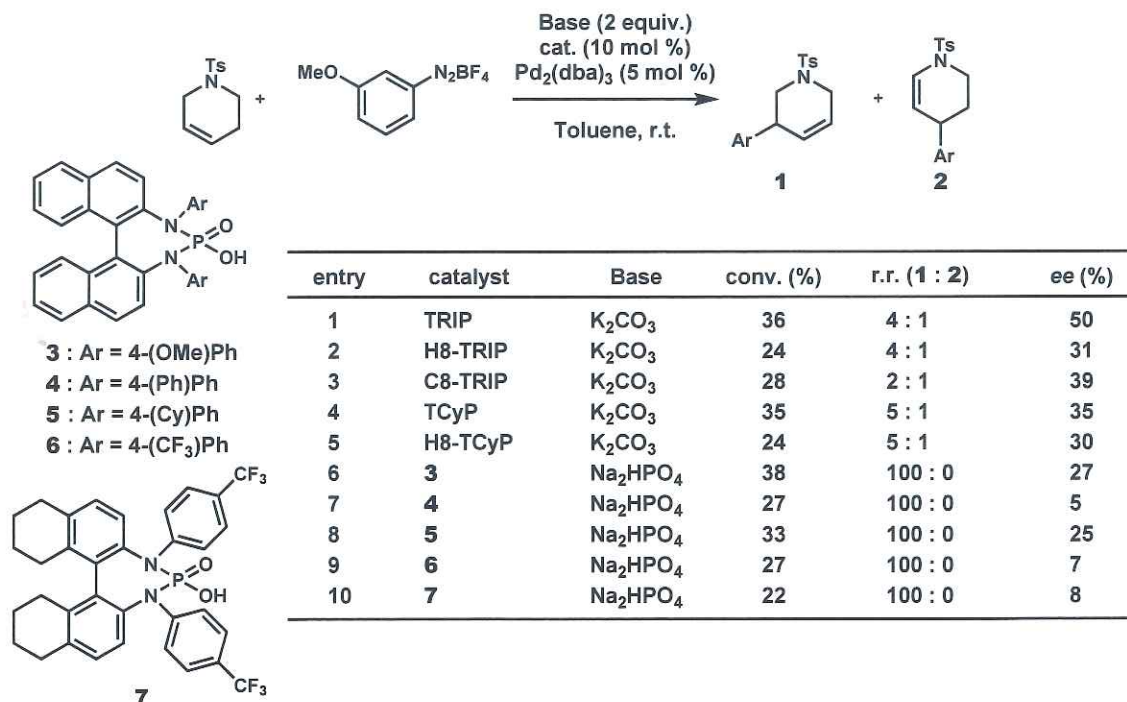 Base (2 equiv.)
cat. (10 mol %)
Pd2(dba)3 (5 mol %)
Toluene, r.t.
Ts
N
+
MeO
N2BF4
Ts
N
Ar
1
+
Ts
N
Ar
2
Ar
N
P
O
OH
N
Ar
3 : Ar = 4-(OMe)Ph
4 : Ar = 4-(Ph)Ph
5 : Ar = 4-(Cy)Ph
6 : Ar = 4-(CF3)Ph
CF3
N
P
O
OH
N
CF3
7
entry catalyst Base conv. (%) r.r. (1 : 2) ee (%)
1 TRIP K2CO3 36 4 : 1 50
2 H8-TRIP K2CO3 24 4 : 1 31
3 C8-TRIP K2CO3 28 2 : 1 39
4 TCyP K2CO3 35 5 : 1 35
5 H8-TCyP K2CO3 24 5 : 1 30
6 3 Na2HPO4 38 100 : 0 27
7 4 Na2HPO4 27 100 : 0 5
8 5 Na2HPO4 33 100 : 0 25
9 6 Na2HPO4 27 100 : 0 7
10 7 Na2HPO4 22 100 : 0 8